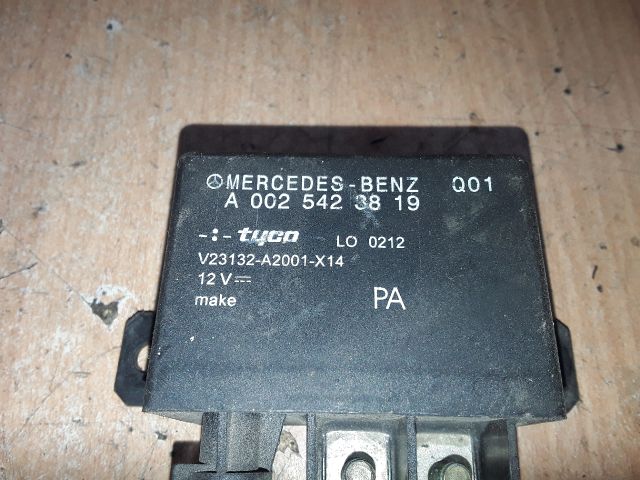 MERCEDES-BENZ Q01
A 002 542 38 19
-:- tyco LO 0212
V23132-A2001-X14
12 V
make PA